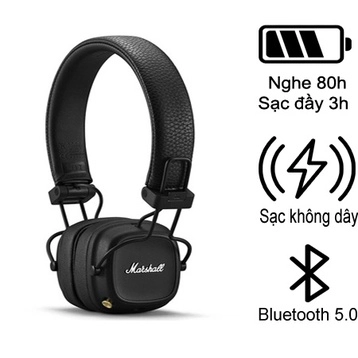 Nghe 80h
Sạc đầy 3h
Marshall
Sạc không dây
Bluetooth 5.0